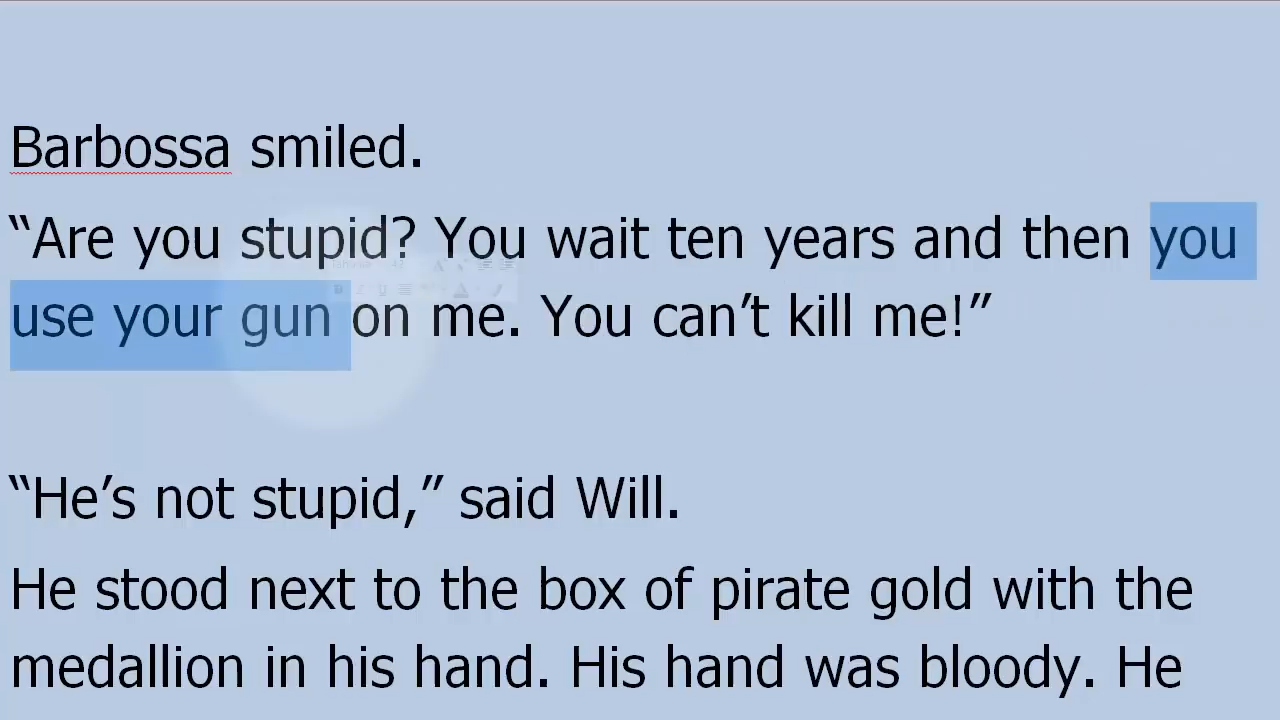 Barbossa smiled.
“Are you stupid? You wait ten years and then you
use your gun on me. You can’t kill me!”
“He’s not stupid,” said Will.
He stood next to the box of pirate gold with the
medallion in his hand. His hand was bloody. He